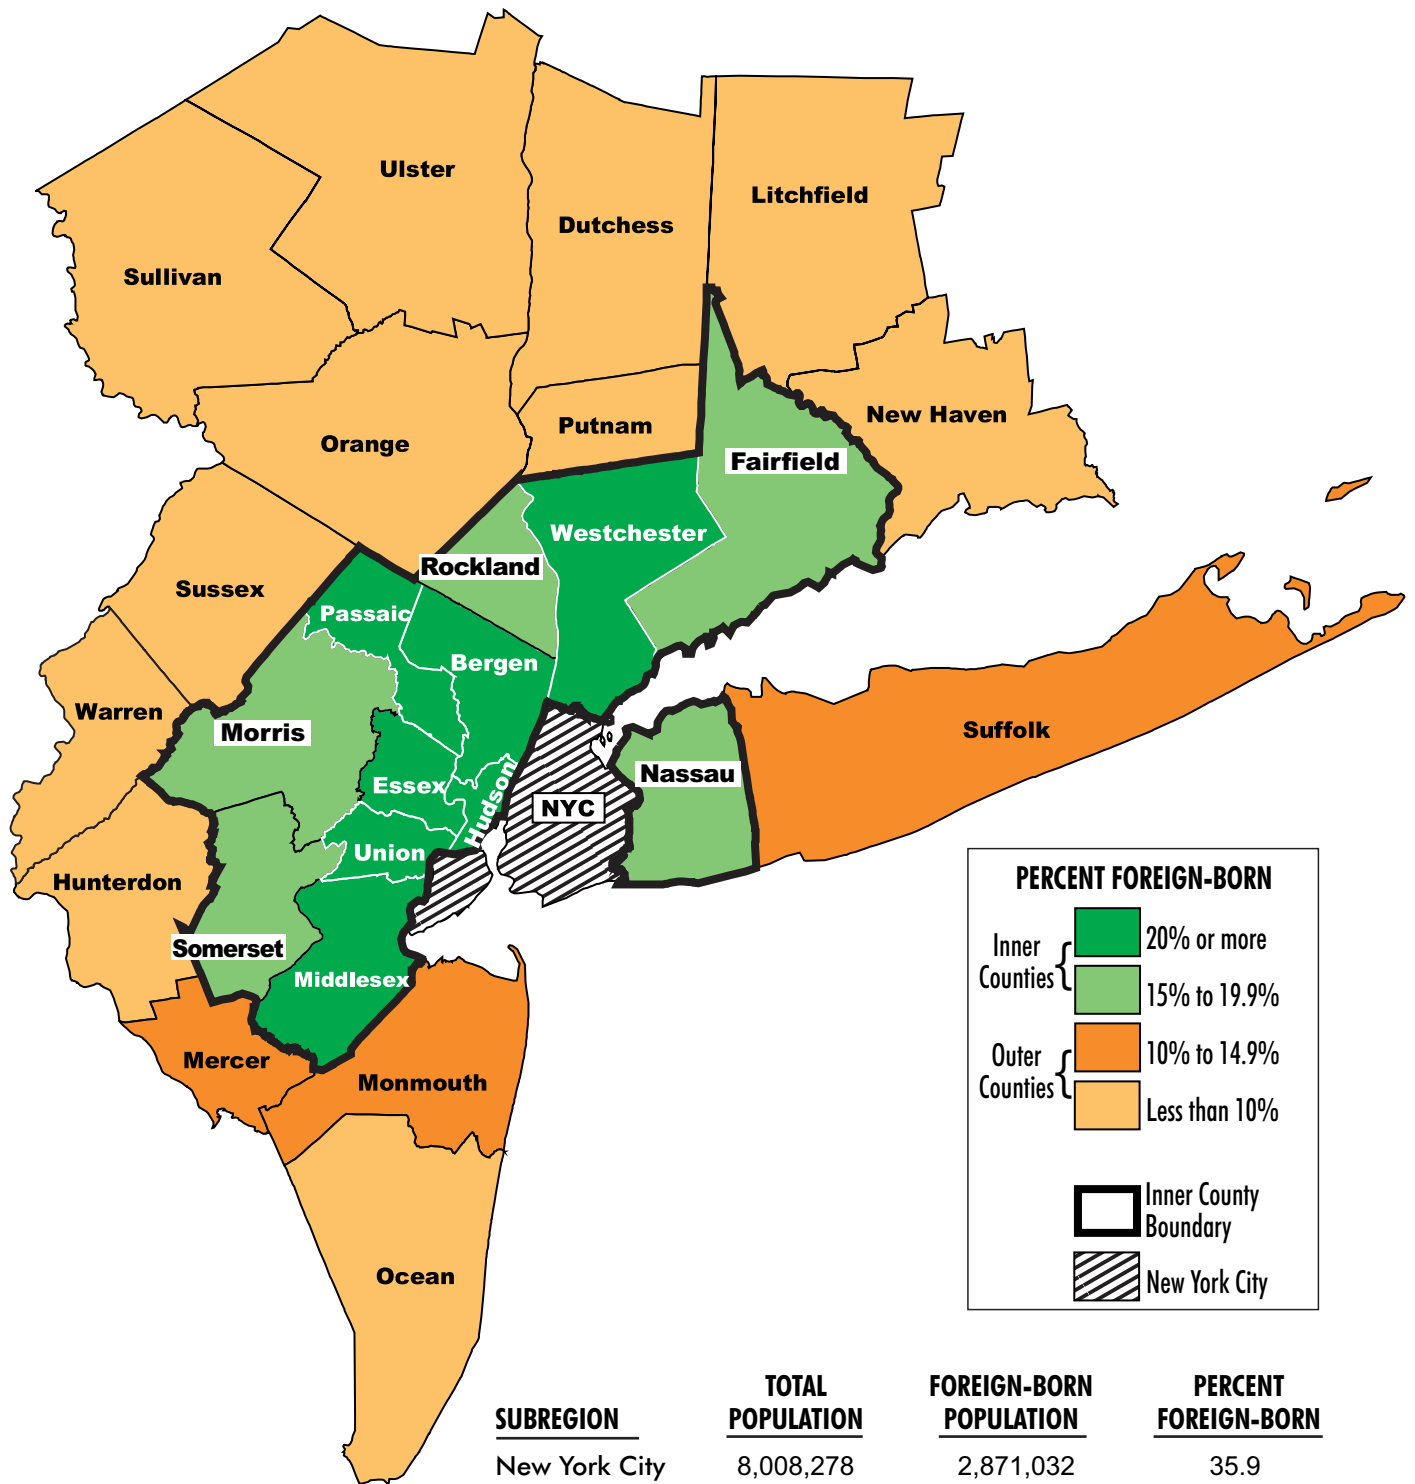 Ulster
Litchfield
Dutchess
Sullivan
New Haven
Putnam
Orange
Fairfield
Westchester
Rockland
Sussex
Passaic
Bergen
Warren
Morris
Suffolk
Nassau
Essex
Hudson
NYC
Union
Hunterdon
Somerset
Middlesex
Mercer
Monmouth
Ocean
PERCENT FOREIGN-BORN
Inner
Counties
{
20% or more
15% to 19.9%
Outer
Counties
{
10% to 14.9%
Less than 10%
Inner County
Boundary
New York City
TOTAL FOREIGN-BORN PERCENT
SUBREGION POPULATION POPULATION FOREIGN-BORN
New York City 8,008,278 2,871,032 35.9